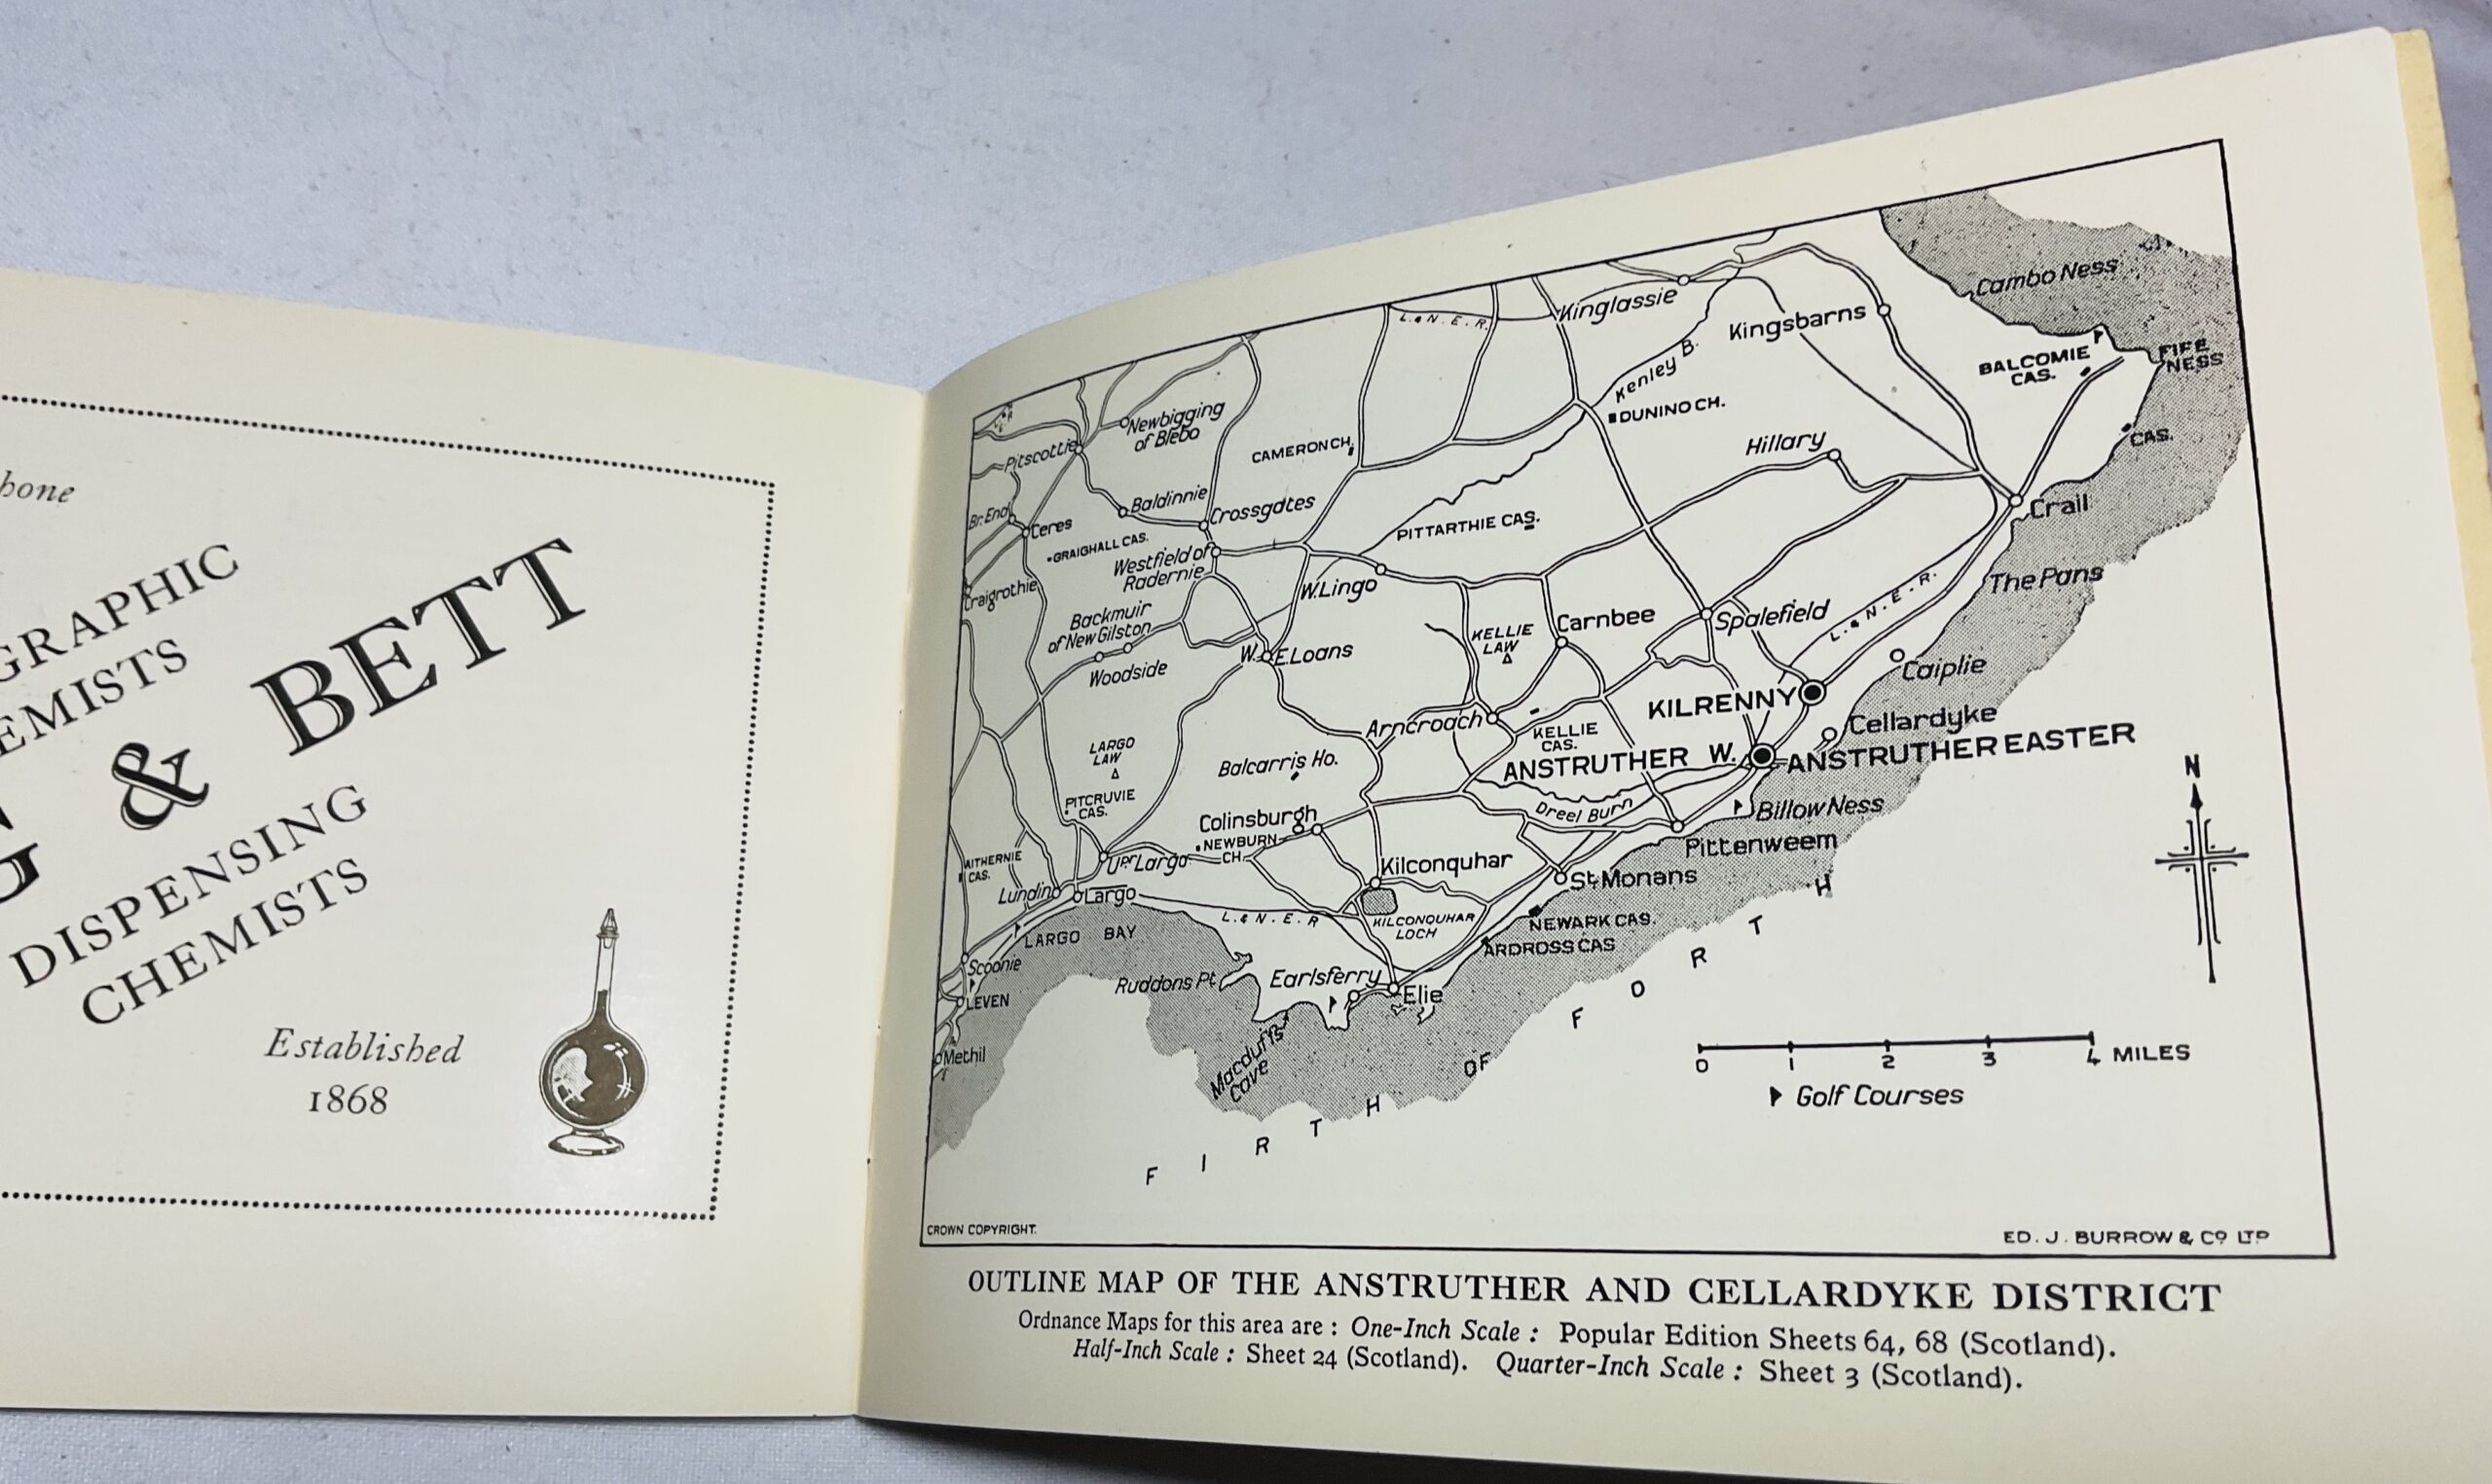 GRAPHIC
& BETT
DISPENSING
CHEMISTS
Established
1868
Cambo Ness
Kinglassie
L. & N. E. R.
Kingsbarns
BALCOMIE
CAS.
FIFE
NESS
Kenley B.
Newbigging
of Blebo
DUNINO CH.
Pitscottie
CAMERON CH.
Hillary
CAS.
Baldinnie
Crossgates
Br. End
Ceres
Crail
GRAIGHALL CAS.
PITTARTHIE CAS.
Westfield of
Radernie
W. Lingo
The Pans
Craigrothie
Backmuir
of New Gilston
Carnbee
Spalefield
L. & N. E. R.
KELLIE
LAW
W. E. Loans
Woodside
Caiplie
KILRENNY
Arncroach
Cellardyke
KELLIE
CAS.
ANSTRUTHER W.
ANSTRUTHER EASTER
LARGO
LAW
Balcarris Ho.
N
PITCRUVIE
CAS.
Dreel Burn
Billow Ness
Colinsburgh
NEWBURN
CH.
Pittenweem
AITHERNIE
CAS.
Upr Largo
Kilconquhar
St. Monans
Lundin
Largo
L. & N. E. R
KILCONQUHAR
LOCH
NEWARK CAS.
ARDROSS CAS
LARGO BAY
Scoonie
Ruddons Pt.
Earlsferry
Elie
LEVEN
Macduff's
Cave
Methil
FIRTH OF FORTH
0 1 2 3 4 MILES
Golf Courses
CROWN COPYRIGHT.
ED. J. BURROW & CO LTD
OUTLINE MAP OF THE ANSTRUTHER AND CELLARDYKE DISTRICT
Ordnance Maps for this area are : One-Inch Scale : Popular Edition Sheets 64, 68 (Scotland).
Half-Inch Scale : Sheet 24 (Scotland). Quarter-Inch Scale : Sheet 3 (Scotland).